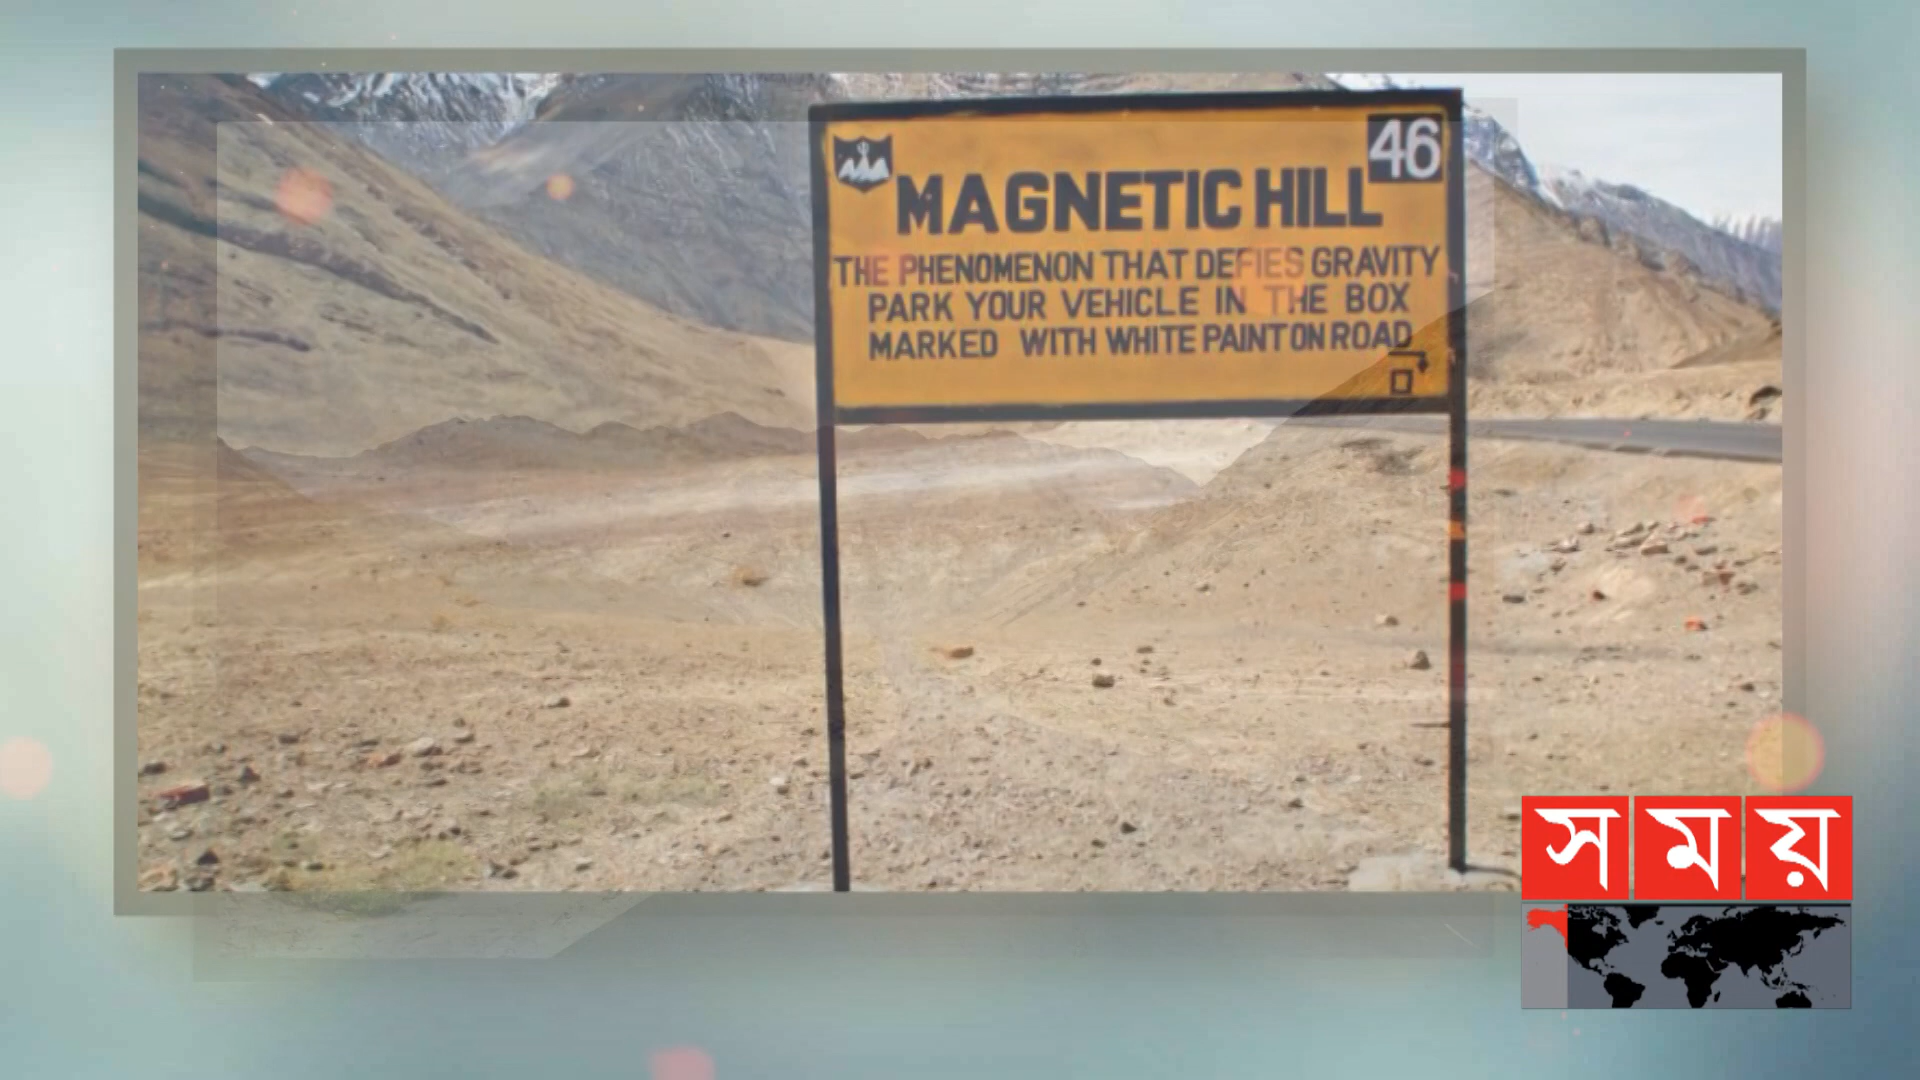 46
MAGNETIC HILL
THE PHENOMENON THAT DEFIES GRAVITY
PARK YOUR VEHICLE IN THE BOX
MARKED WITH WHITE PAINT ON ROAD
সময়